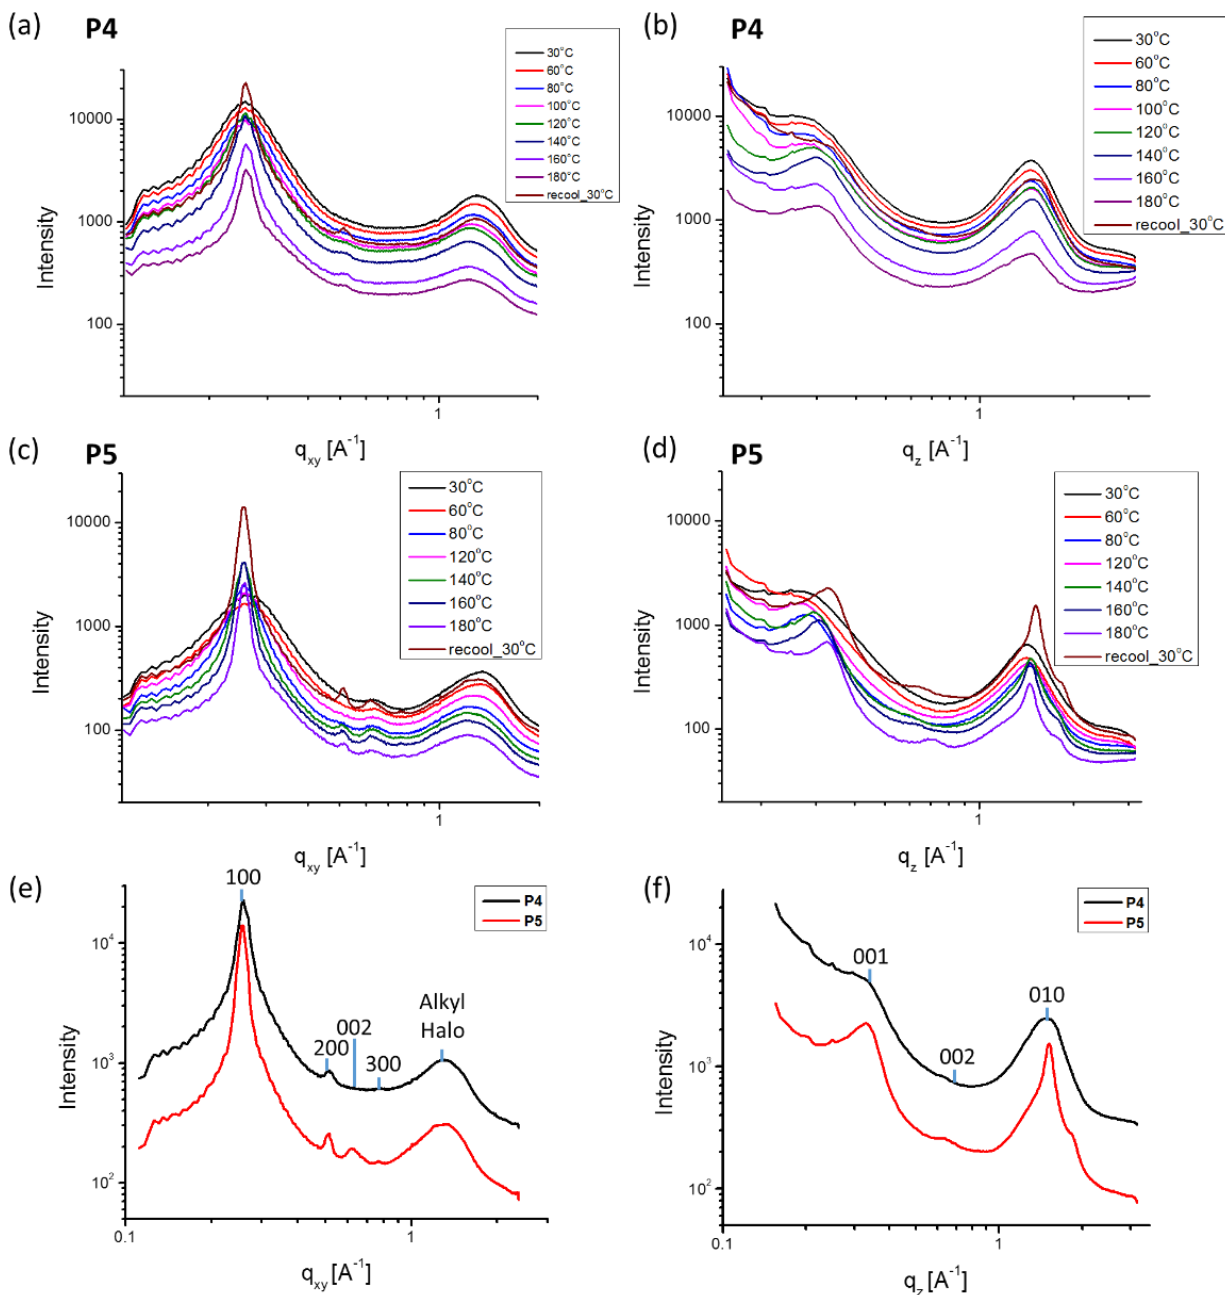 (a) P4
30°C
60°C
80°C
100°C
120°C
140°C
160°C
180°C
recool_30°C
10000
1000
100
Intensity
1
q_xy [A^-1]
(b) P4
30°C
60°C
80°C
100°C
120°C
140°C
160°C
180°C
recool_30°C
10000
1000
100
Intensity
1
q_z [A^-1]
(c) P5
30°C
60°C
80°C
120°C
140°C
160°C
180°C
recool_30°C
10000
1000
100
Intensity
1
q_xy [A^-1]
(d) P5
30°C
60°C
80°C
120°C
140°C
160°C
180°C
recool_30°C
10000
1000
100
Intensity
1
q_z [A^-1]
(e)
P4
P5
100
200
002
300
Alkyl
Halo
10^4
10^3
10^2
Intensity
0.1 1
q_xy [A^-1]
(f)
P4
P5
001
002
010
10^4
10^3
10^2
Intensity
0.1 1
q_z [A^-1]